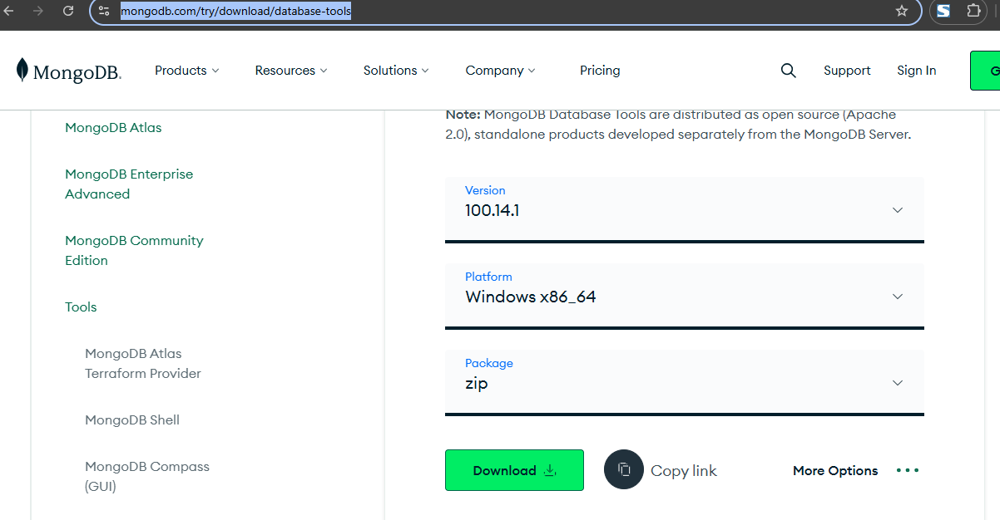 mongodb.com/try/download/database-tools
MongoDB.
Products
Resources
Solutions
Company
Pricing
Support
Sign In
G
MongoDB Atlas
MongoDB Enterprise
Advanced
MongoDB Community
Edition
Tools
MongoDB Atlas
Terraform Provider
MongoDB Shell
MongoDB Compass
(GUI)
Note: MongoDB Database Tools are distributed as open source (Apache
2.0), standalone products developed separately from the MongoDB Server.
Version
100.14.1
Platform
Windows x86_64
Package
zip
Download
Copy link
More Options